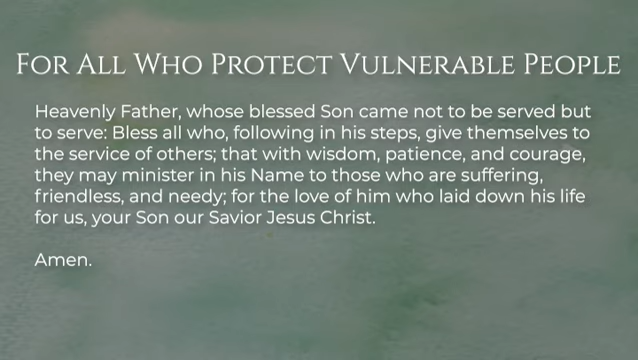 For All Who Protect Vulnerable People
Heavenly Father, whose blessed Son came not to be served but
to serve: Bless all who, following in his steps, give themselves to
the service of others; that with wisdom, patience, and courage,
they may minister in his Name to those who are suffering,
friendless, and needy; for the love of him who laid down his life
for us, your Son our Savior Jesus Christ.
Amen.